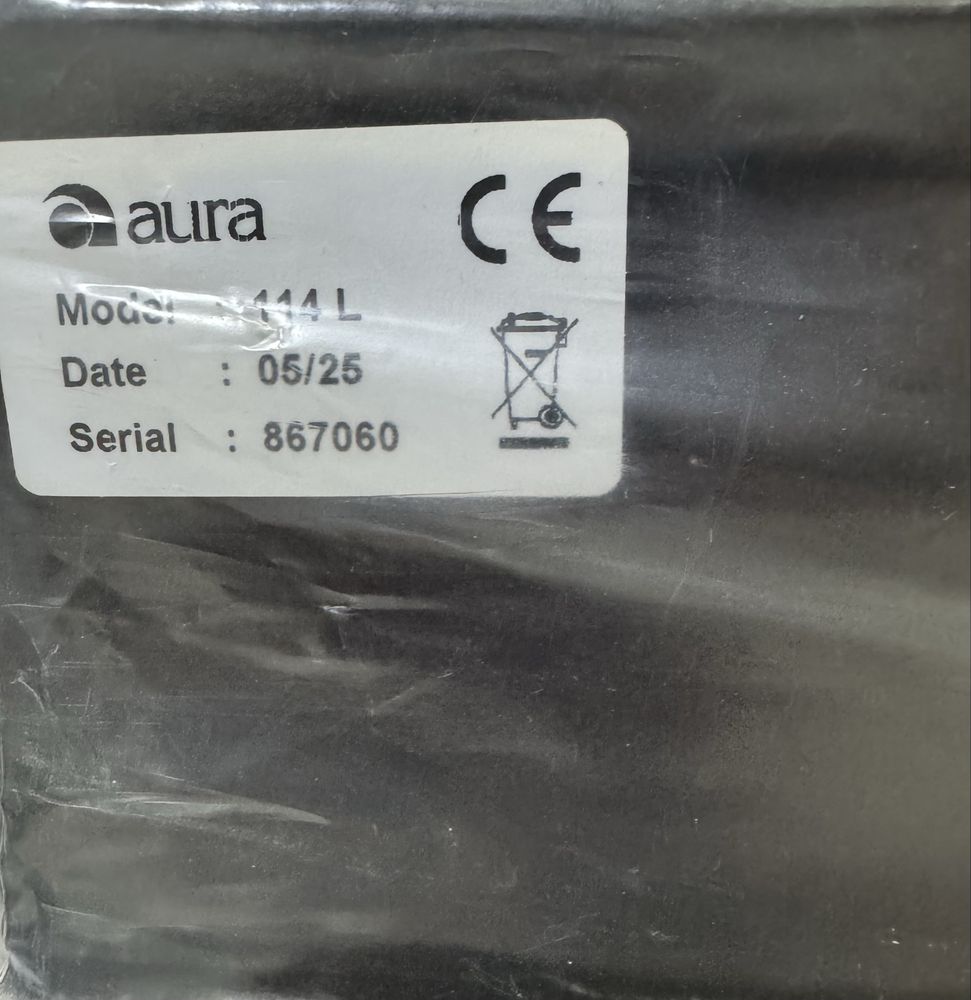 aura
CE
Model : 114 L
Date : 05/25
Serial : 867060